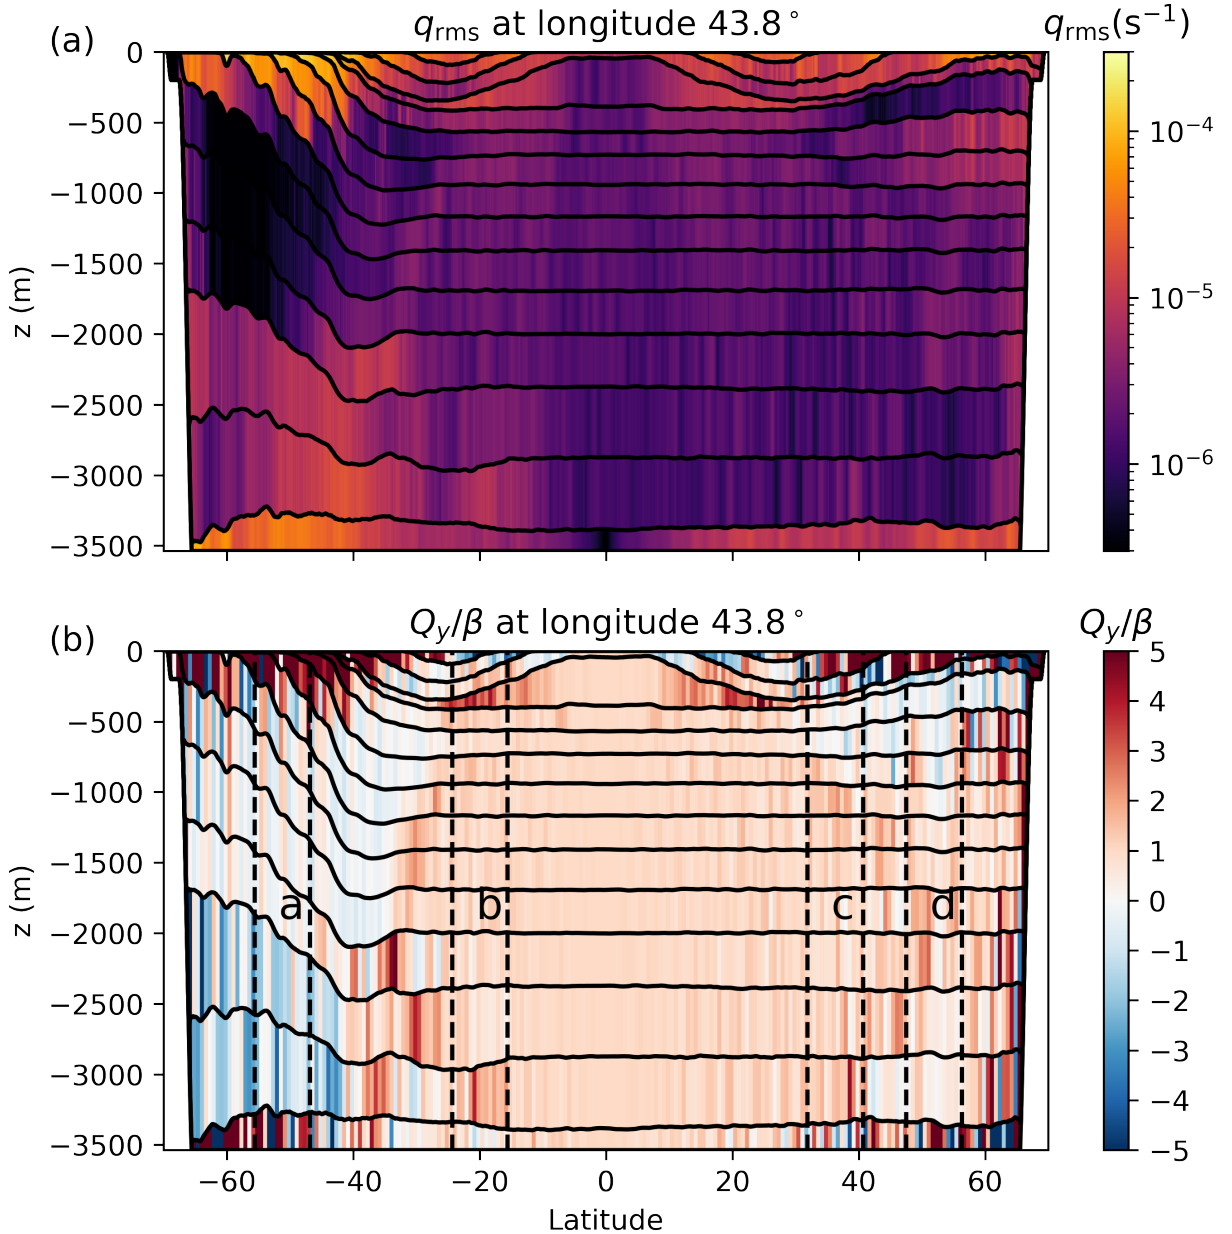 (a)
q_rms at longitude 43.8°
q_rms(s⁻¹)
0
−500
−1000
−1500
−2000
−2500
−3000
−3500
z (m)
10⁻⁴
10⁻⁵
10⁻⁶
(b)
Q_y/β at longitude 43.8°
Q_y/β
0
−500
−1000
−1500
−2000
−2500
−3000
−3500
z (m)
a b c d
5
4
3
2
1
0
−1
−2
−3
−4
−5
−60 −40 −20 0 20 40 60
Latitude